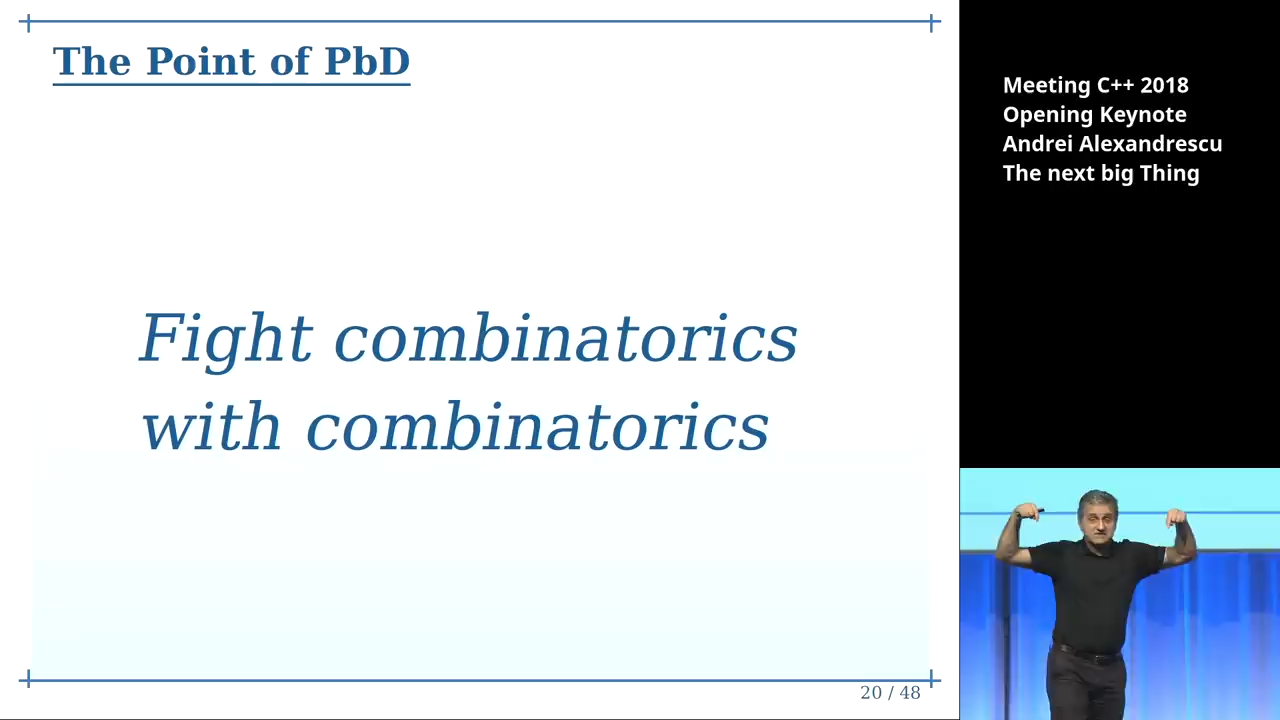 The Point of PbD
Fight combinatorics
with combinatorics
20 / 48
Meeting C++ 2018
Opening Keynote
Andrei Alexandrescu
The next big Thing